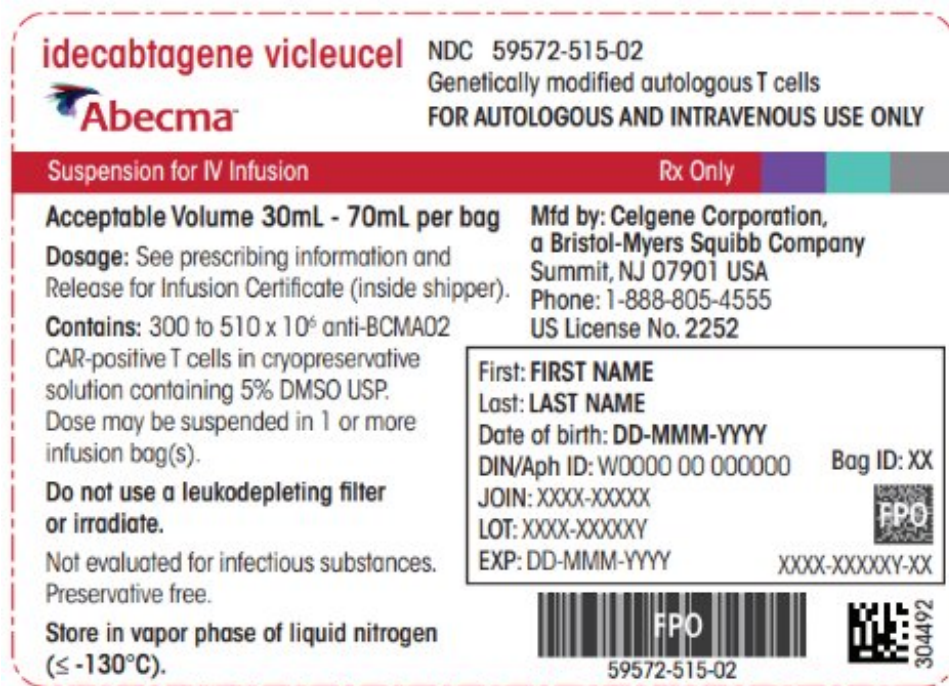 idecabtagene vicleucel
Abecma™
NDC 59572-515-02
Genetically modified autologous T cells
FOR AUTOLOGOUS AND INTRAVENOUS USE ONLY
Suspension for IV Infusion
Rx Only
Acceptable Volume 30mL - 70mL per bag
Dosage: See prescribing information and
Release for Infusion Certificate (inside shipper).
Contains: 300 to 510 x 10⁶ anti-BCMA02
CAR-positive T cells in cryopreservative
solution containing 5% DMSO USP.
Dose may be suspended in 1 or more
infusion bag(s).
Do not use a leukodepleting filter
or irradiate.
Not evaluated for infectious substances.
Preservative free.
Store in vapor phase of liquid nitrogen
(≤ -130°C).
Mfd by: Celgene Corporation,
a Bristol-Myers Squibb Company
Summit, NJ 07901 USA
Phone: 1-888-805-4555
US License No. 2252
First: FIRST NAME
Last: LAST NAME
Date of birth: DD-MMM-YYYY
DIN/Aph ID: W0000 00 000000
Bag ID: XX
JOIN: XXXX-XXXXX
LOT: XXXX-XXXXXY
EXP: DD-MMM-YYYY
FPO
XXXX-XXXXXY-XX
FPO
59572-515-02
304492